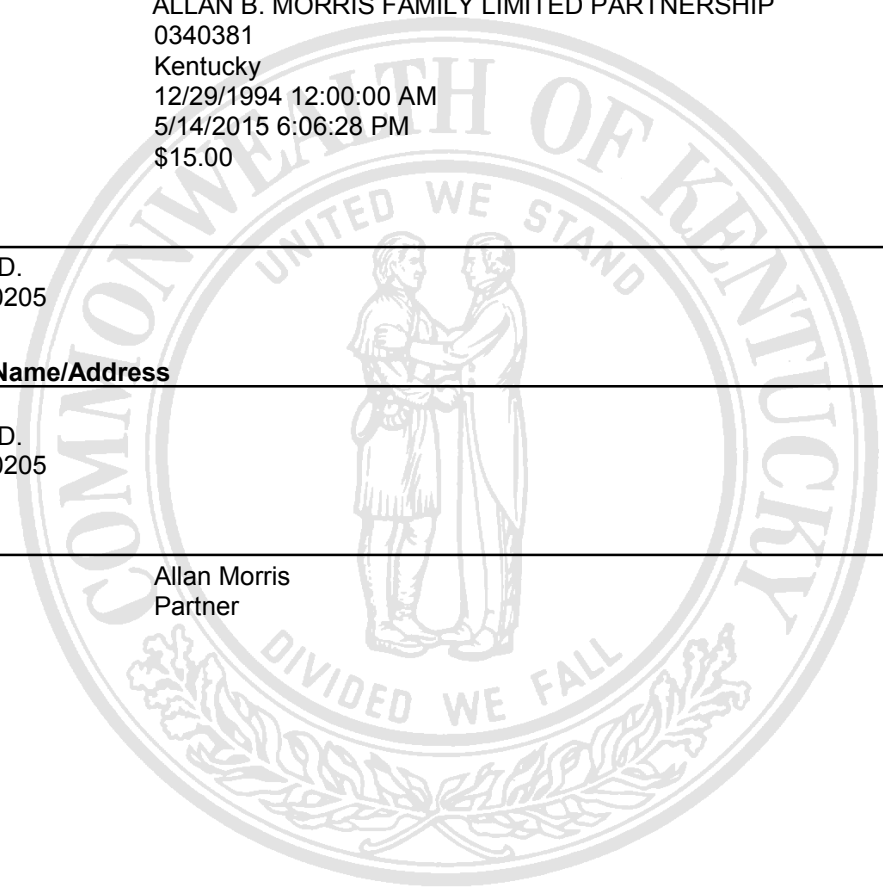 ALLAN B. MORRIS FAMILY LIMITED PARTNERSHIP
0340381
Kentucky
12/29/1994 12:00:00 AM
5/14/2015 6:06:28 PM
$15.00
D.
0205
Name/Address
D.
0205
Allan Morris
Partner
COMMONWEALTH OF KENTUCKY
UNITED WE STAND
DIVIDED WE FALL